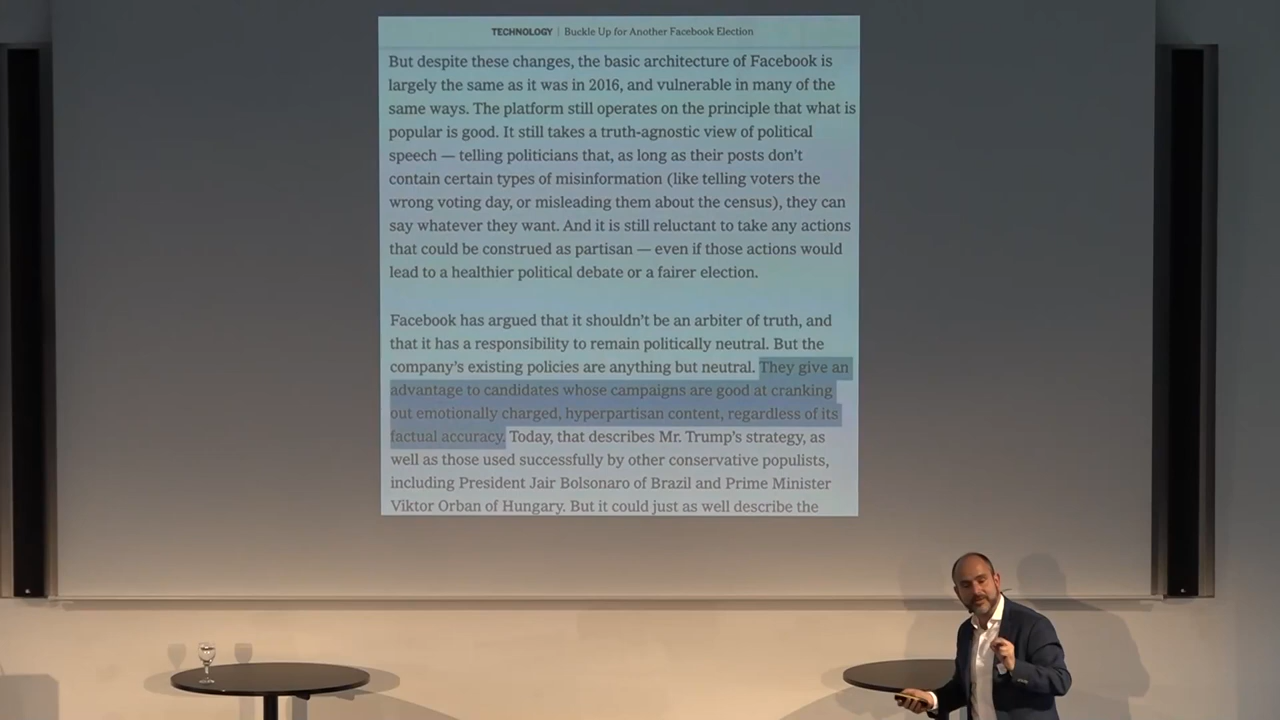 TECHNOLOGY | Buckle Up for Another Facebook Election
But despite these changes, the basic architecture of Facebook is
largely the same as it was in 2016, and vulnerable in many of the
same ways. The platform still operates on the principle that what is
popular is good. It still takes a truth-agnostic view of political
speech — telling politicians that, as long as their posts don't
contain certain types of misinformation (like telling voters the
wrong voting day, or misleading them about the census), they can
say whatever they want. And it is still reluctant to take any actions
that could be construed as partisan — even if those actions would
lead to a healthier political debate or a fairer election.
Facebook has argued that it shouldn't be an arbiter of truth, and
that it has a responsibility to remain politically neutral. But the
company's existing policies are anything but neutral. They give an
advantage to candidates whose campaigns are good at cranking
out emotionally charged, hyperpartisan content, regardless of its
factual accuracy. Today, that describes Mr. Trump's strategy, as
well as those used successfully by other conservative populists,
including President Jair Bolsonaro of Brazil and Prime Minister
Viktor Orban of Hungary. But it could just as well describe the